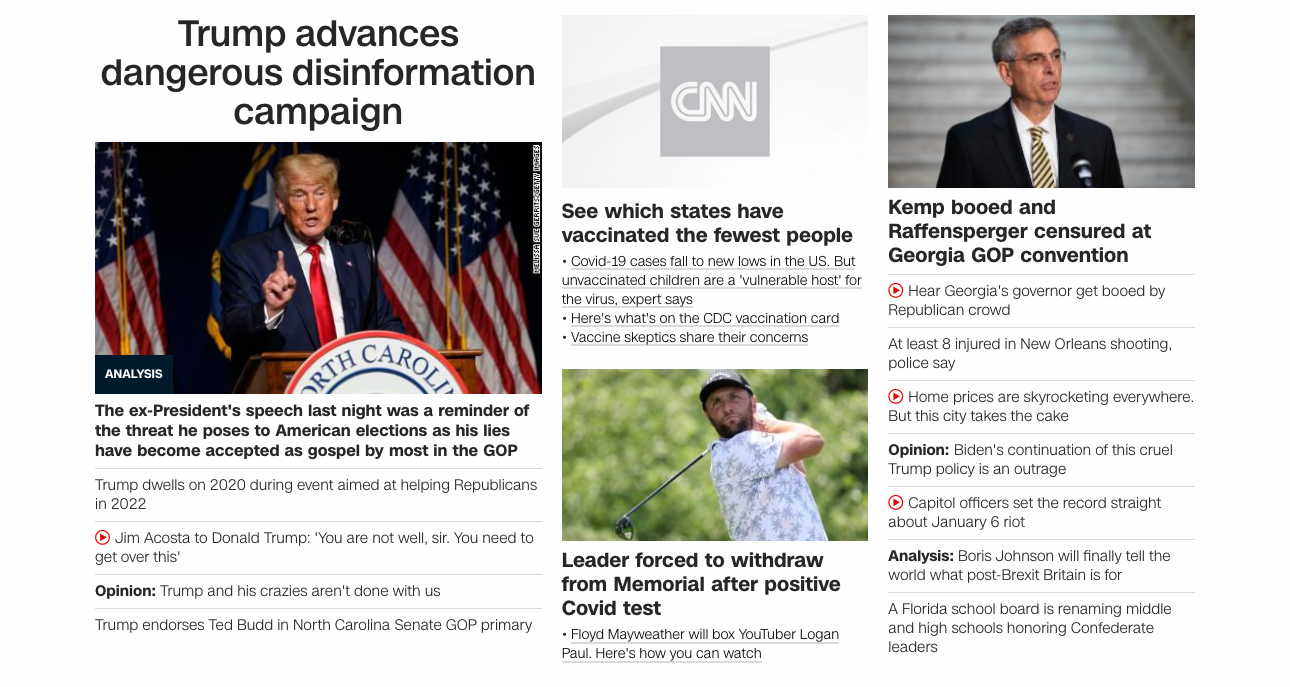 Trump advances
dangerous disinformation
campaign
MELISSA SUE GERRITS/GETTY IMAGES
NORTH CAROLIN
ANALYSIS
The ex-President's speech last night was a reminder of
the threat he poses to American elections as his lies
have become accepted as gospel by most in the GOP
Trump dwells on 2020 during event aimed at helping Republicans
in 2022
Jim Acosta to Donald Trump: 'You are not well, sir. You need to
get over this'
Opinion: Trump and his crazies aren't done with us
Trump endorses Ted Budd in North Carolina Senate GOP primary
CNN
See which states have
vaccinated the fewest people
• Covid-19 cases fall to new lows in the US. But
unvaccinated children are a 'vulnerable host' for
the virus, expert says
• Here's what's on the CDC vaccination card
• Vaccine skeptics share their concerns
Leader forced to withdraw
from Memorial after positive
Covid test
• Floyd Mayweather will box YouTuber Logan
Paul. Here's how you can watch
Kemp booed and
Raffensperger censured at
Georgia GOP convention
Hear Georgia's governor get booed by
Republican crowd
At least 8 injured in New Orleans shooting,
police say
Home prices are skyrocketing everywhere.
But this city takes the cake
Opinion: Biden's continuation of this cruel
Trump policy is an outrage
Capitol officers set the record straight
about January 6 riot
Analysis: Boris Johnson will finally tell the
world what post-Brexit Britain is for
A Florida school board is renaming middle
and high schools honoring Confederate
leaders